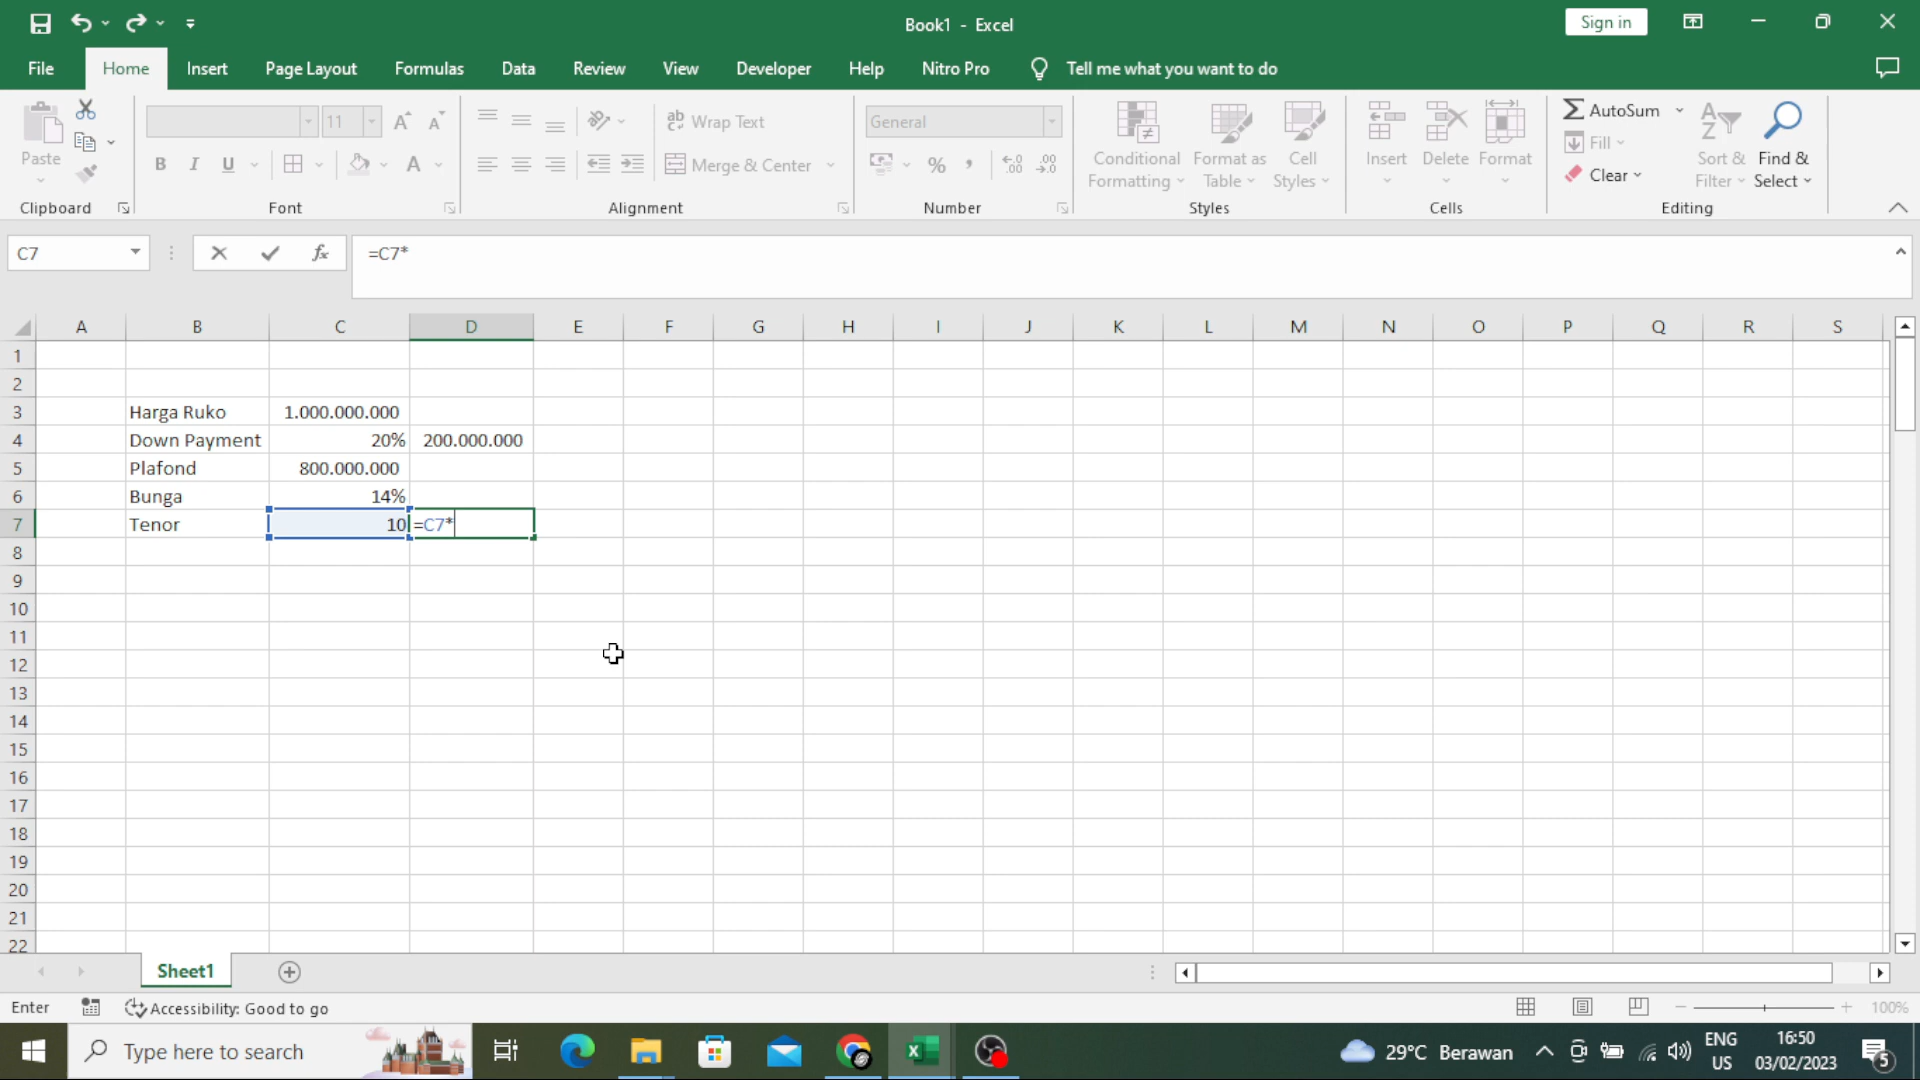 Book1 - Excel
Sign in
File Home Insert Page Layout Formulas Data Review View Developer Help Nitro Pro Tell me what you want to do
Paste
11
B I U
ab Wrap Text
Merge & Center
General
%
Conditional Formatting
Format as Table
Cell Styles
Insert Delete Format
AutoSum
Fill
Clear
Sort & Filter
Find & Select
Clipboard Font Alignment Number Styles Cells Editing
C7 fx =C7*
A B C D E F G H I J K L M N O P Q R S
1
2
3 Harga Ruko 1.000.000.000
4 Down Payment 20% 200.000.000
5 Plafond 800.000.000
6 Bunga 14%
7 Tenor 10 =C7*
8
9
10
11
12
13
14
15
16
17
18
19
20
21
22
Sheet1
Enter Accessibility: Good to go 100%
Type here to search 29°C Berawan ENG US 16:50 03/02/2023 5